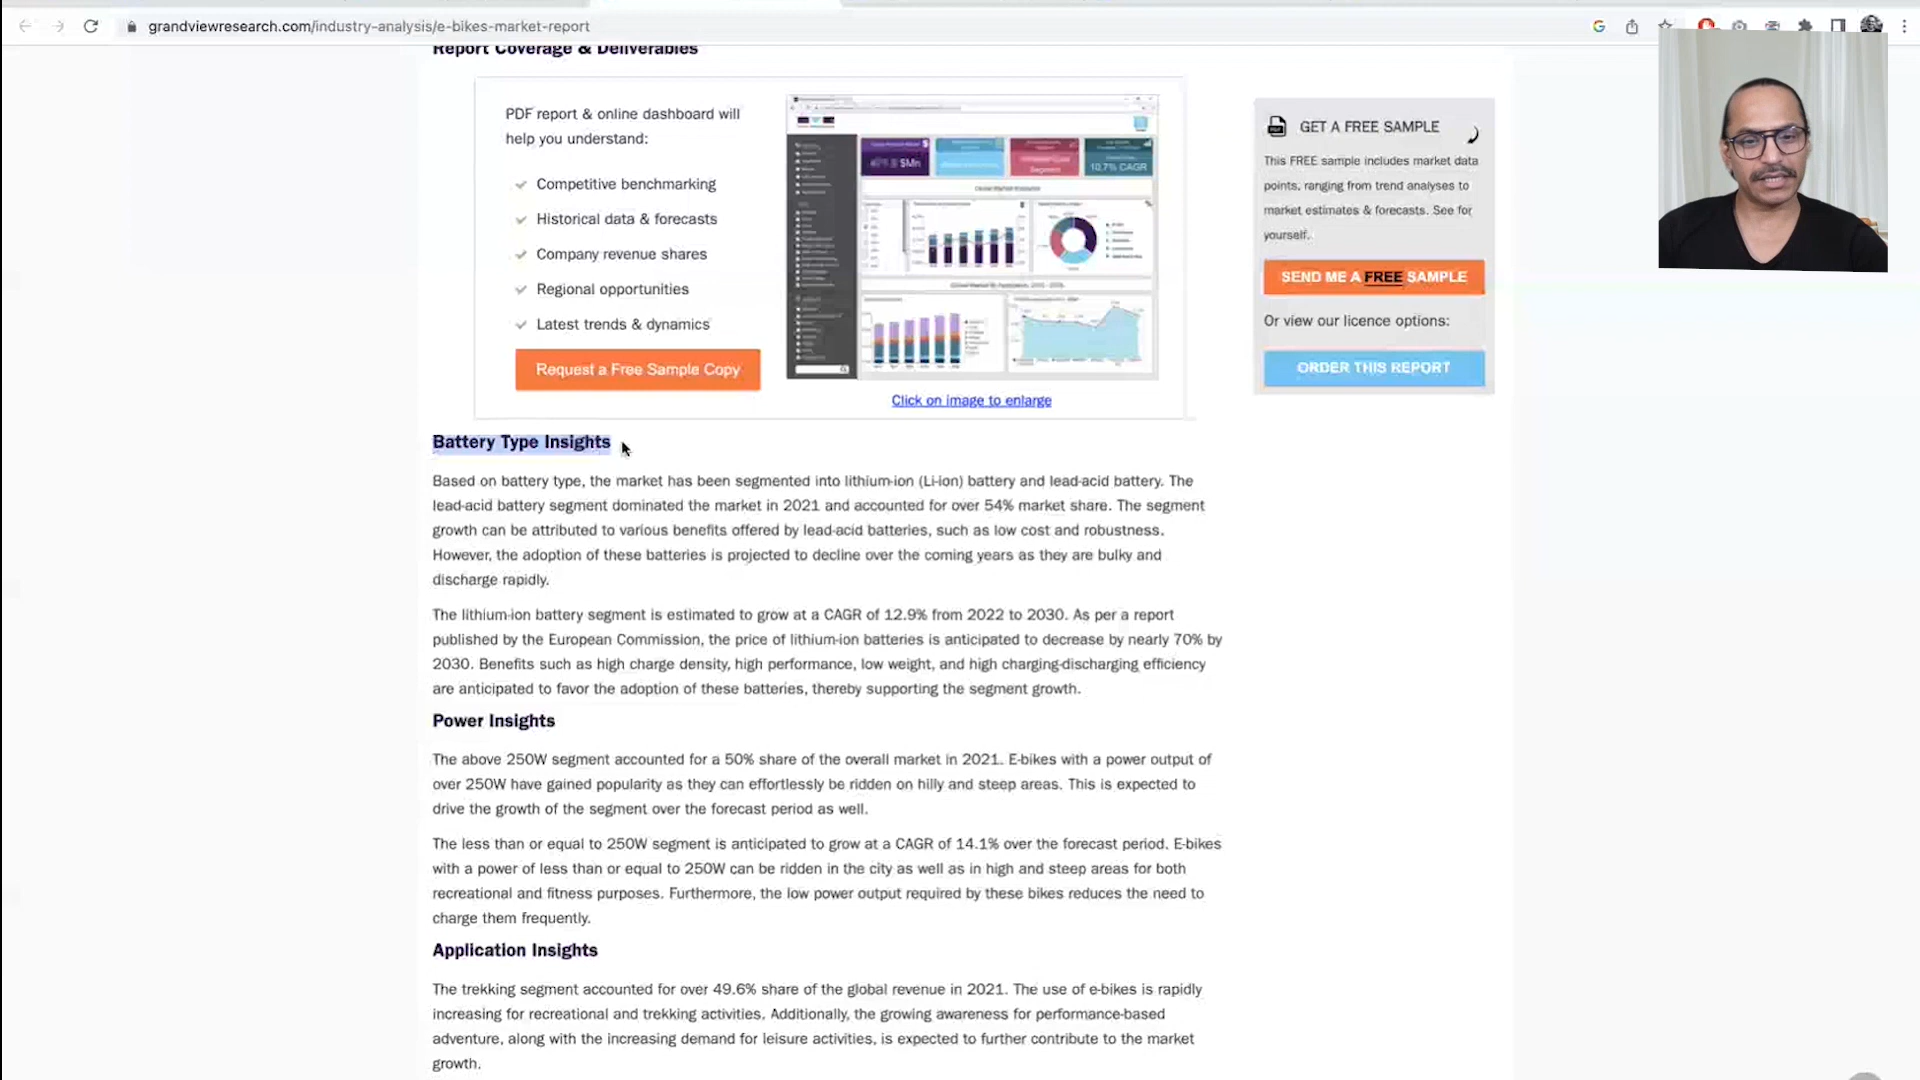 grandviewresearch.com/industry-analysis/e-bikes-market-report
Report Coverage & Deliverables
PDF report & online dashboard will
help you understand:
Competitive benchmarking
Historical data & forecasts
Company revenue shares
Regional opportunities
Latest trends & dynamics
Request a Free Sample Copy
$Mn
Segment
10.7% CAGR
Click on image to enlarge
GET A FREE SAMPLE
This FREE sample includes market data
points, ranging from trend analyses to
market estimates & forecasts. See for
yourself.
SEND ME A FREE SAMPLE
Or view our licence options:
ORDER THIS REPORT
Battery Type Insights
Based on battery type, the market has been segmented into lithium-ion (Li-ion) battery and lead-acid battery. The
lead-acid battery segment dominated the market in 2021 and accounted for over 54% market share. The segment
growth can be attributed to various benefits offered by lead-acid batteries, such as low cost and robustness.
However, the adoption of these batteries is projected to decline over the coming years as they are bulky and
discharge rapidly.
The lithium-ion battery segment is estimated to grow at a CAGR of 12.9% from 2022 to 2030. As per a report
published by the European Commission, the price of lithium-ion batteries is anticipated to decrease by nearly 70% by
2030. Benefits such as high charge density, high performance, low weight, and high charging-discharging efficiency
are anticipated to favor the adoption of these batteries, thereby supporting the segment growth.
Power Insights
The above 250W segment accounted for a 50% share of the overall market in 2021. E-bikes with a power output of
over 250W have gained popularity as they can effortlessly be ridden on hilly and steep areas. This is expected to
drive the growth of the segment over the forecast period as well.
The less than or equal to 250W segment is anticipated to grow at a CAGR of 14.1% over the forecast period. E-bikes
with a power of less than or equal to 250W can be ridden in the city as well as in high and steep areas for both
recreational and fitness purposes. Furthermore, the low power output required by these bikes reduces the need to
charge them frequently.
Application Insights
The trekking segment accounted for over 49.6% share of the global revenue in 2021. The use of e-bikes is rapidly
increasing for recreational and trekking activities. Additionally, the growing awareness for performance-based
adventure, along with the increasing demand for leisure activities, is expected to further contribute to the market
growth.